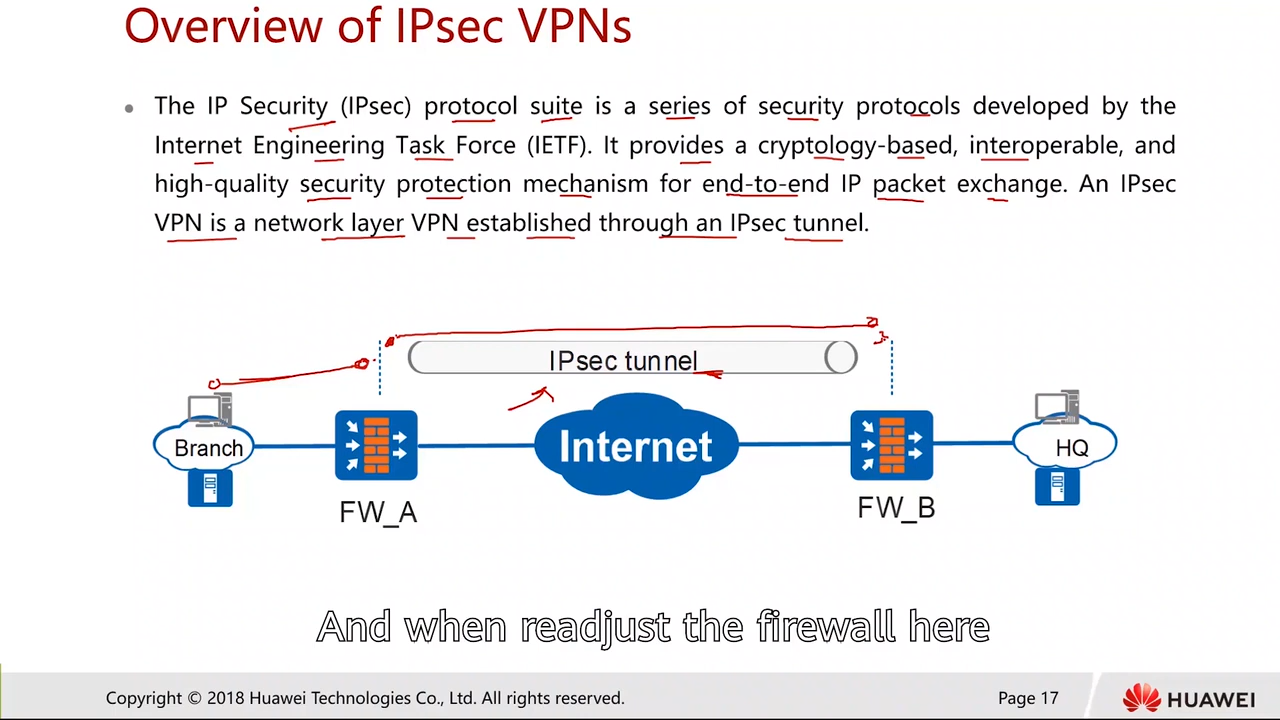 Overview of IPsec VPNs
The IP Security (IPsec) protocol suite is a series of security protocols developed by the
Internet Engineering Task Force (IETF). It provides a cryptology-based, interoperable, and
high-quality security protection mechanism for end-to-end IP packet exchange. An IPsec
VPN is a network layer VPN established through an IPsec tunnel.
IPsec tunnel
Branch
Internet
HQ
FW_A
FW_B
And when readjust the firewall here
Copyright © 2018 Huawei Technologies Co., Ltd. All rights reserved.
Page 17
HUAWEI